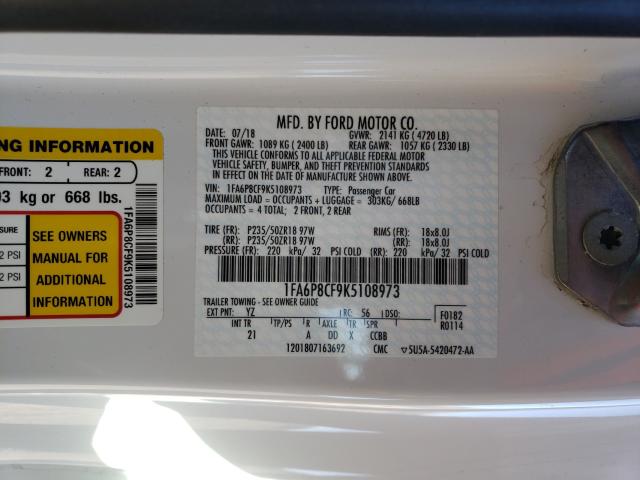 NG INFORMATION
FRONT: 2 REAR: 2
03 kg or 668 lbs.
SURE
2 PSI
2 PSI
SEE OWNERS
MANUAL FOR
ADDITIONAL
INFORMATION
1FA6P8CF9K5108973
MFD. BY FORD MOTOR CO.
DATE: 07/18 GVWR: 2141 KG ( 4720 LB)
FRONT GAWR: 1089 KG ( 2400 LB) REAR GAWR: 1057 KG ( 2330 LB)
THIS VEHICLE CONFORMS TO ALL APPLICABLE FEDERAL MOTOR
VEHICLE SAFETY, BUMPER, AND THEFT PREVENTION STANDARDS
IN EFFECT ON THE DATE OF MANUFACTURE SHOWN ABOVE.
VIN: 1FA6P8CF9K5108973 TYPE: Passenger Car
MAXIMUM LOAD = OCCUPANTS + LUGGAGE = 303KG/ 668LB
OCCUPANTS = 4 TOTAL; 2 FRONT, 2 REAR
TIRE (FR): P235/50ZR18 97W RIMS (FR): 18x8.0J
(RR): P235/50ZR18 97W (RR): 18x8.0J
PRESSURE (FR): 220 kPa/ 32 PSI COLD (RR): 220 kPa/ 32 PSI COLD
1FA6P8CF9K5108973
TRAILER TOWING - SEE OWNER GUIDE
EXT PNT: YZ RC: 56 DSO: F0182
INT TR TP/PS R AXLE TR SPR R0114
21 A DD X CCBB
1201807163692 CMC 5U5A-5420472-AA